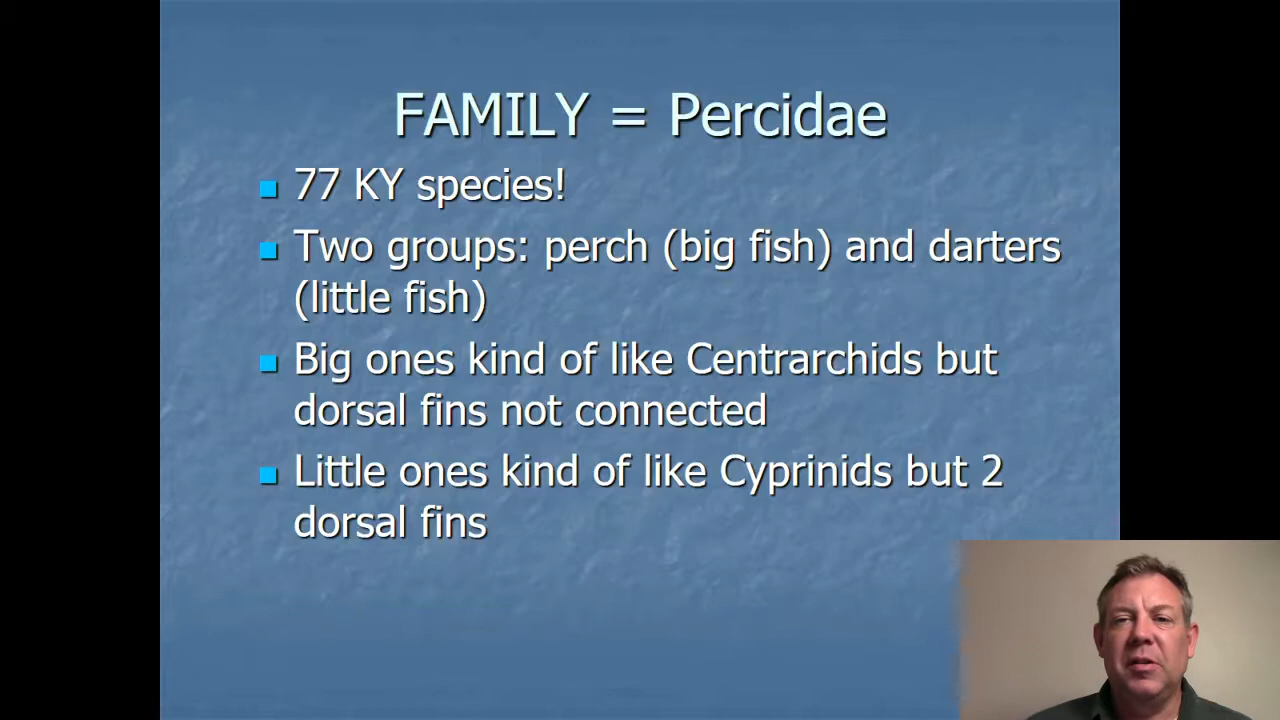 FAMILY = Percidae
77 KY species!
Two groups: perch (big fish) and darters
(little fish)
Big ones kind of like Centrarchids but
dorsal fins not connected
Little ones kind of like Cyprinids but 2
dorsal fins